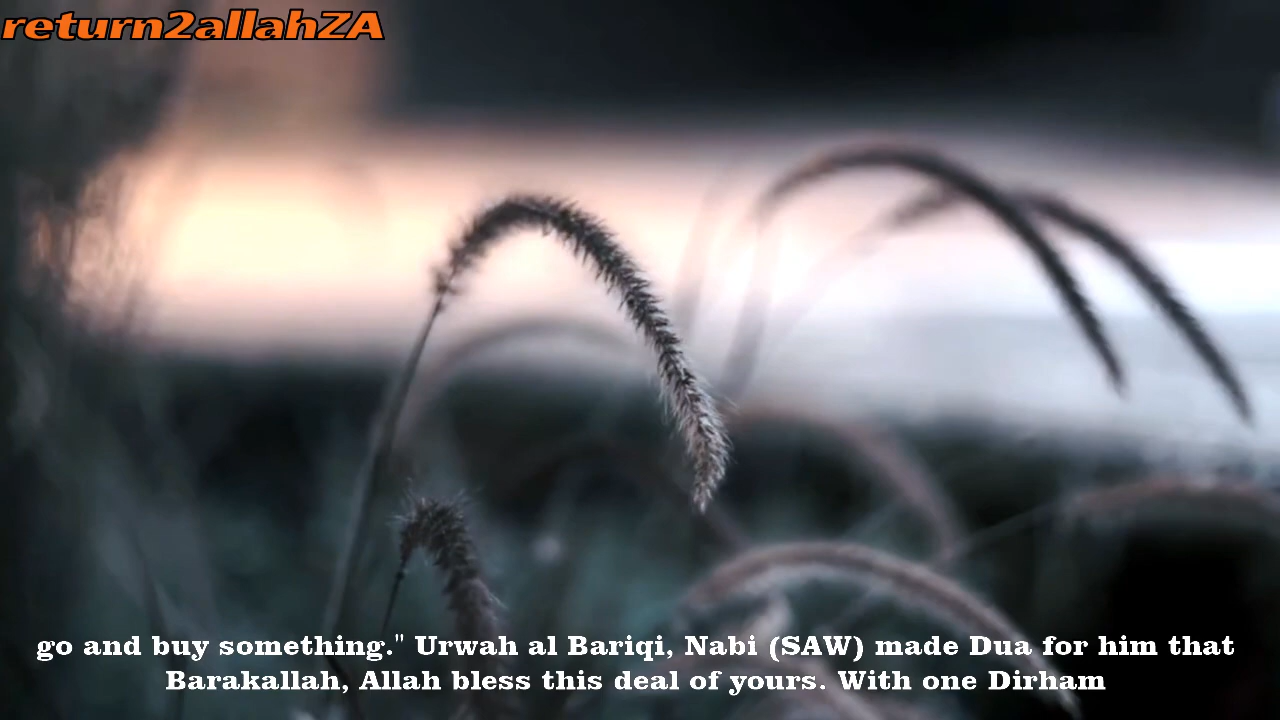 return2allahZA
go and buy something." Urwah al Bariqi, Nabi (SAW) made Dua for him that
Barakallah, Allah bless this deal of yours. With one Dirham